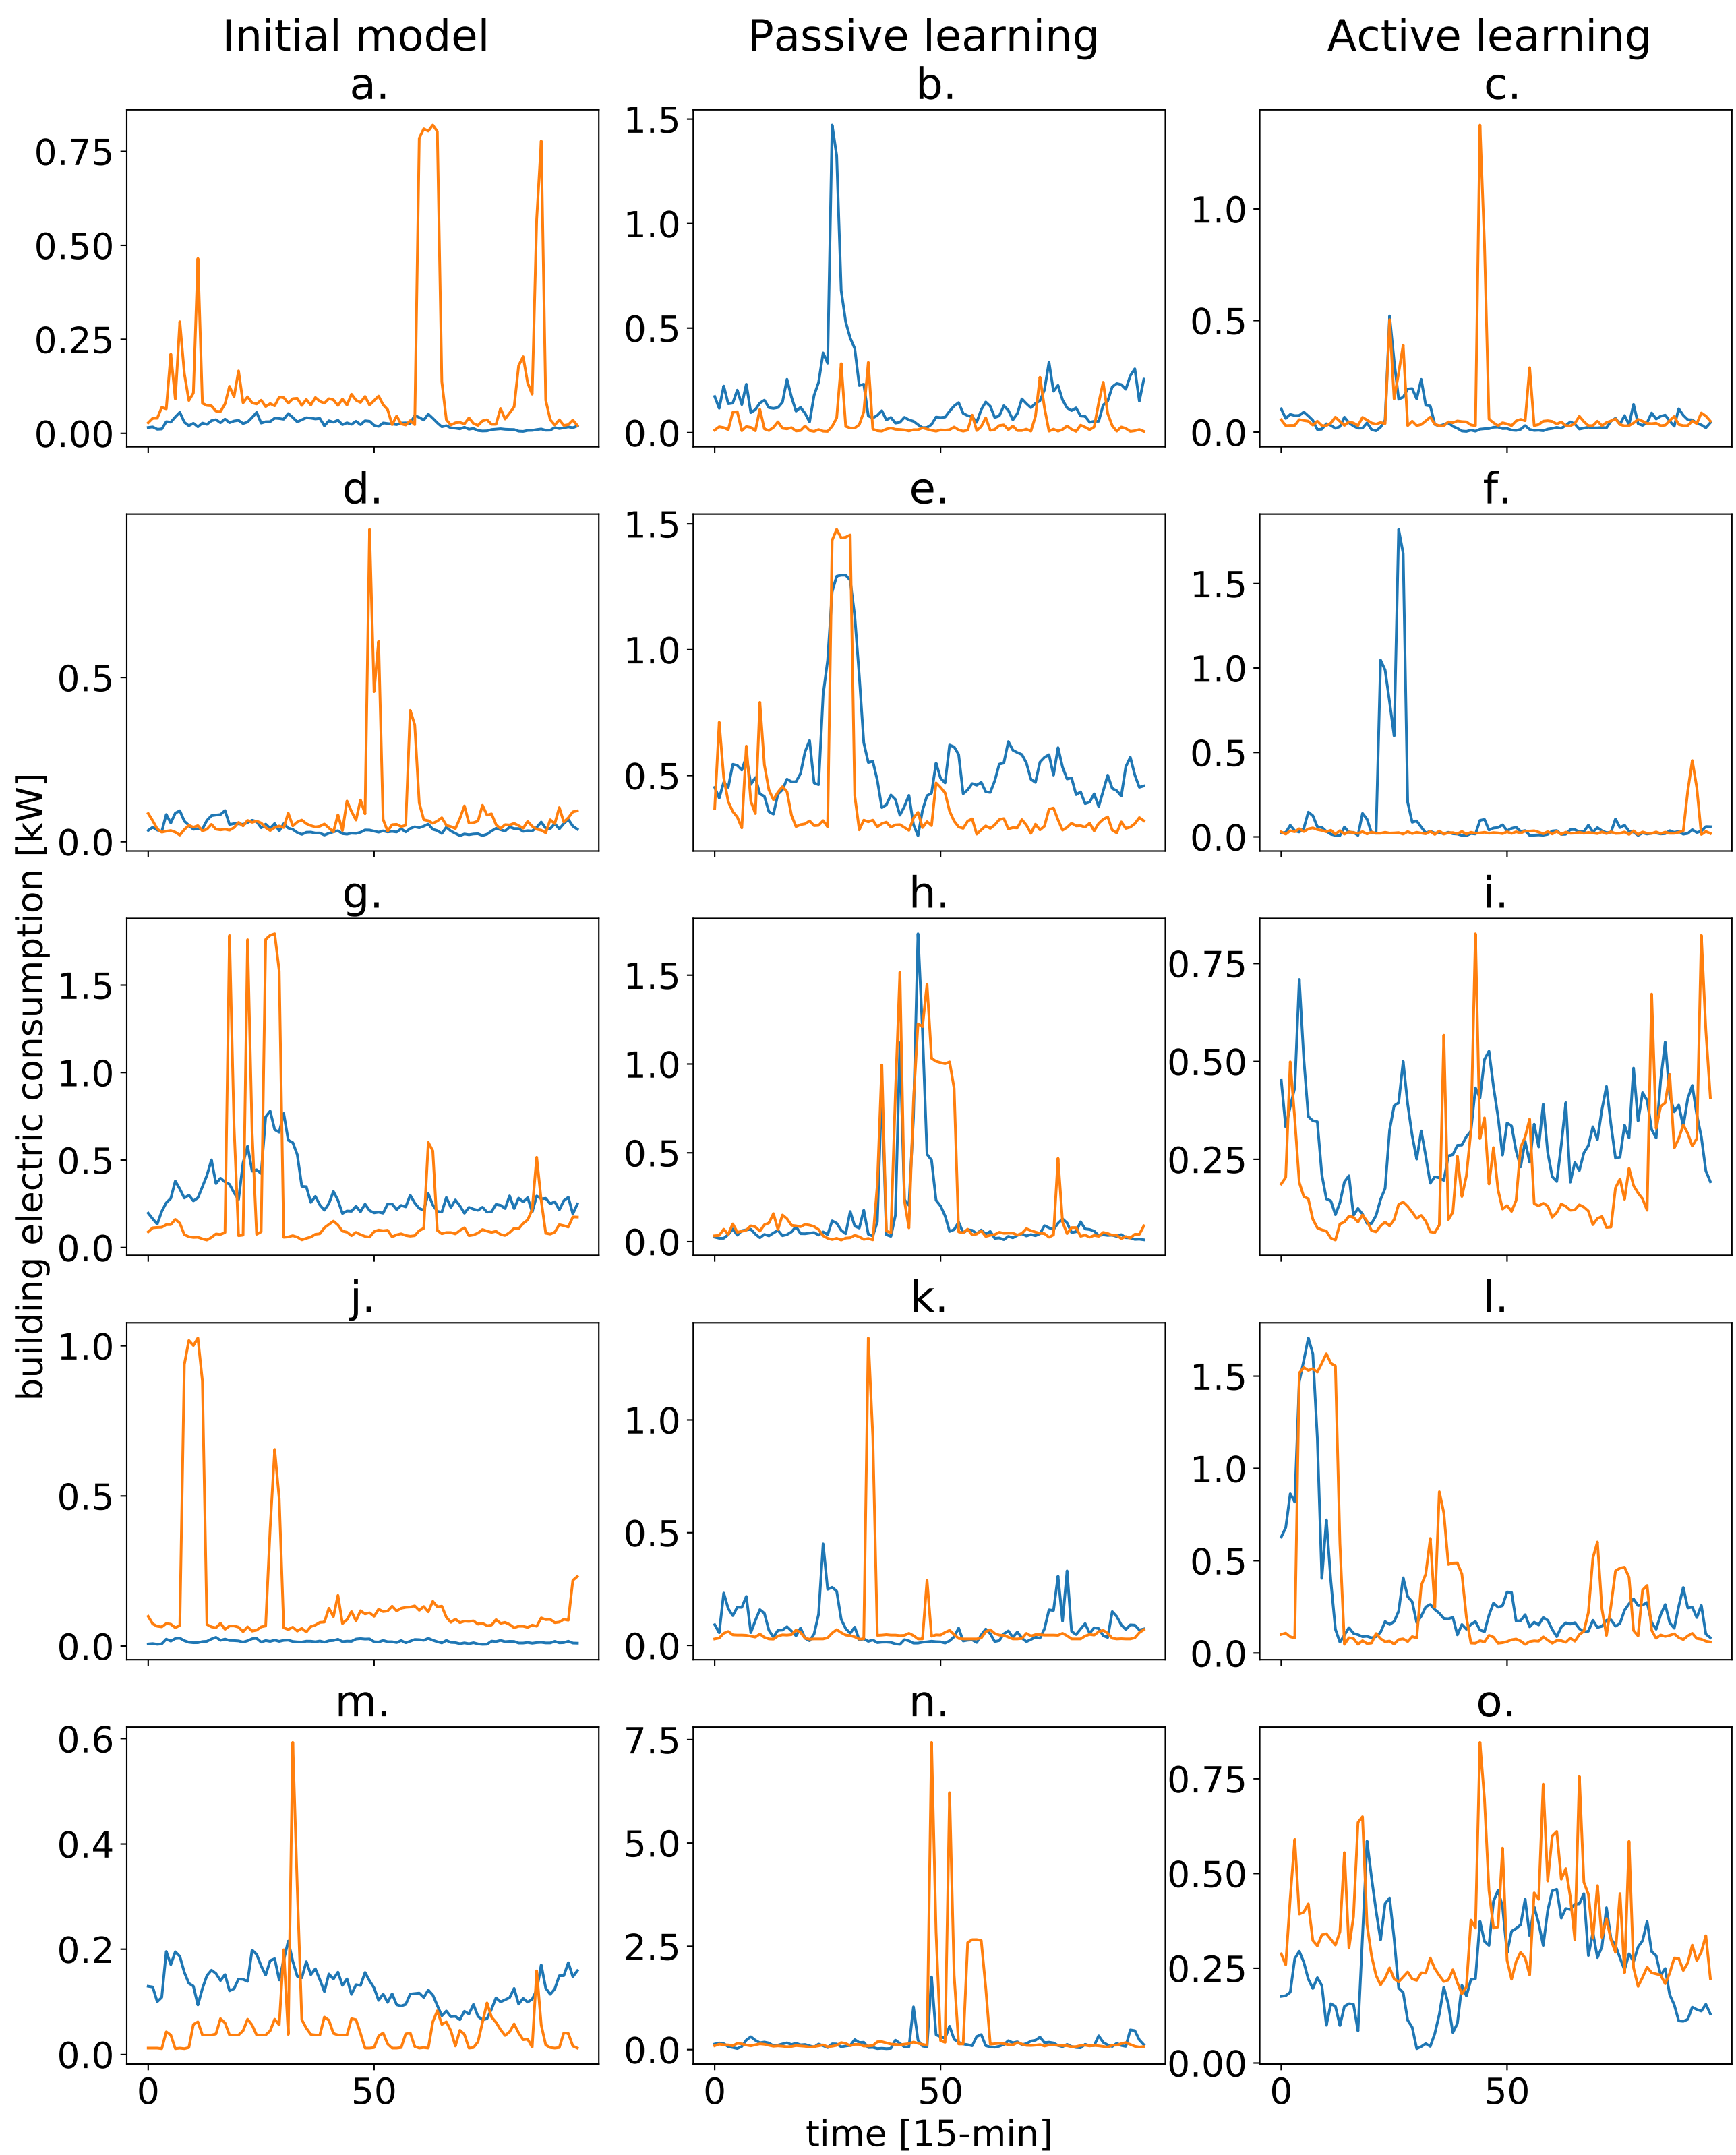 Initial model
Passive learning
Active learning
a.
b.
c.
0.75
0.50
0.25
0.00
1.5
1.0
0.5
0.0
1.0
0.5
0.0
d.
e.
f.
0.5
0.0
1.5
1.0
0.5
1.5
1.0
0.5
0.0
building electric consumption [kW]
g.
h.
i.
1.5
1.0
0.5
0.0
1.5
1.0
0.5
0.0
0.75
0.50
0.25
j.
k.
l.
1.0
0.5
0.0
1.0
0.5
0.0
1.5
1.0
0.5
0.0
m.
n.
o.
0.6
0.4
0.2
0.0
7.5
5.0
2.5
0.0
0.75
0.50
0.25
0.00
0 50
0 50
0 50
time [15-min]